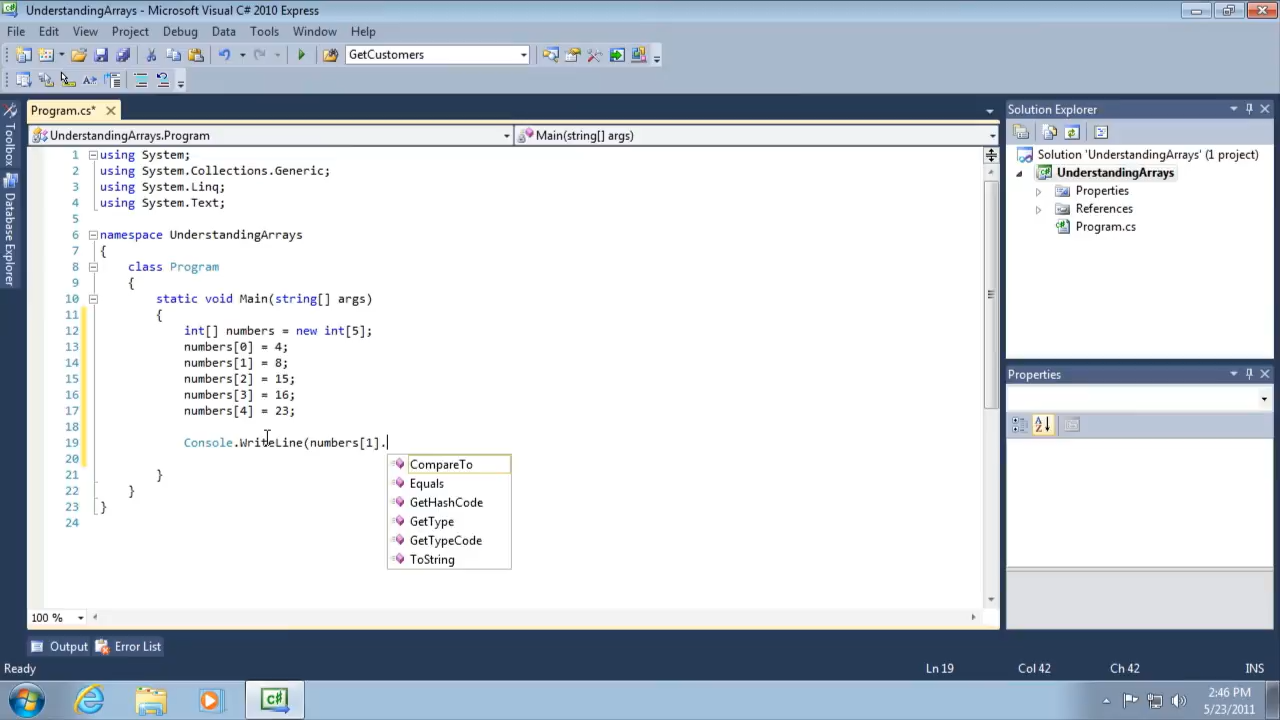 UnderstandingArrays - Microsoft Visual C# 2010 Express
File Edit View Project Debug Data Tools Window Help
GetCustomers
Program.cs*
UnderstandingArrays.Program
Main(string[] args)
1 using System;
2 using System.Collections.Generic;
3 using System.Linq;
4 using System.Text;
5
6 namespace UnderstandingArrays
7 {
8 class Program
9 {
10 static void Main(string[] args)
11 {
12 int[] numbers = new int[5];
13 numbers[0] = 4;
14 numbers[1] = 8;
15 numbers[2] = 15;
16 numbers[3] = 16;
17 numbers[4] = 23;
18
19 Console.WriteLine(numbers[1].
20
21 }
22 }
23 }
24
CompareTo
Equals
GetHashCode
GetType
GetTypeCode
ToString
100 %
Toolbox
Database Explorer
Solution Explorer
Solution 'UnderstandingArrays' (1 project)
UnderstandingArrays
Properties
References
Program.cs
Properties
Output Error List
Ready Ln 19 Col 42 Ch 42 INS
C#
2:46 PM
5/23/2011